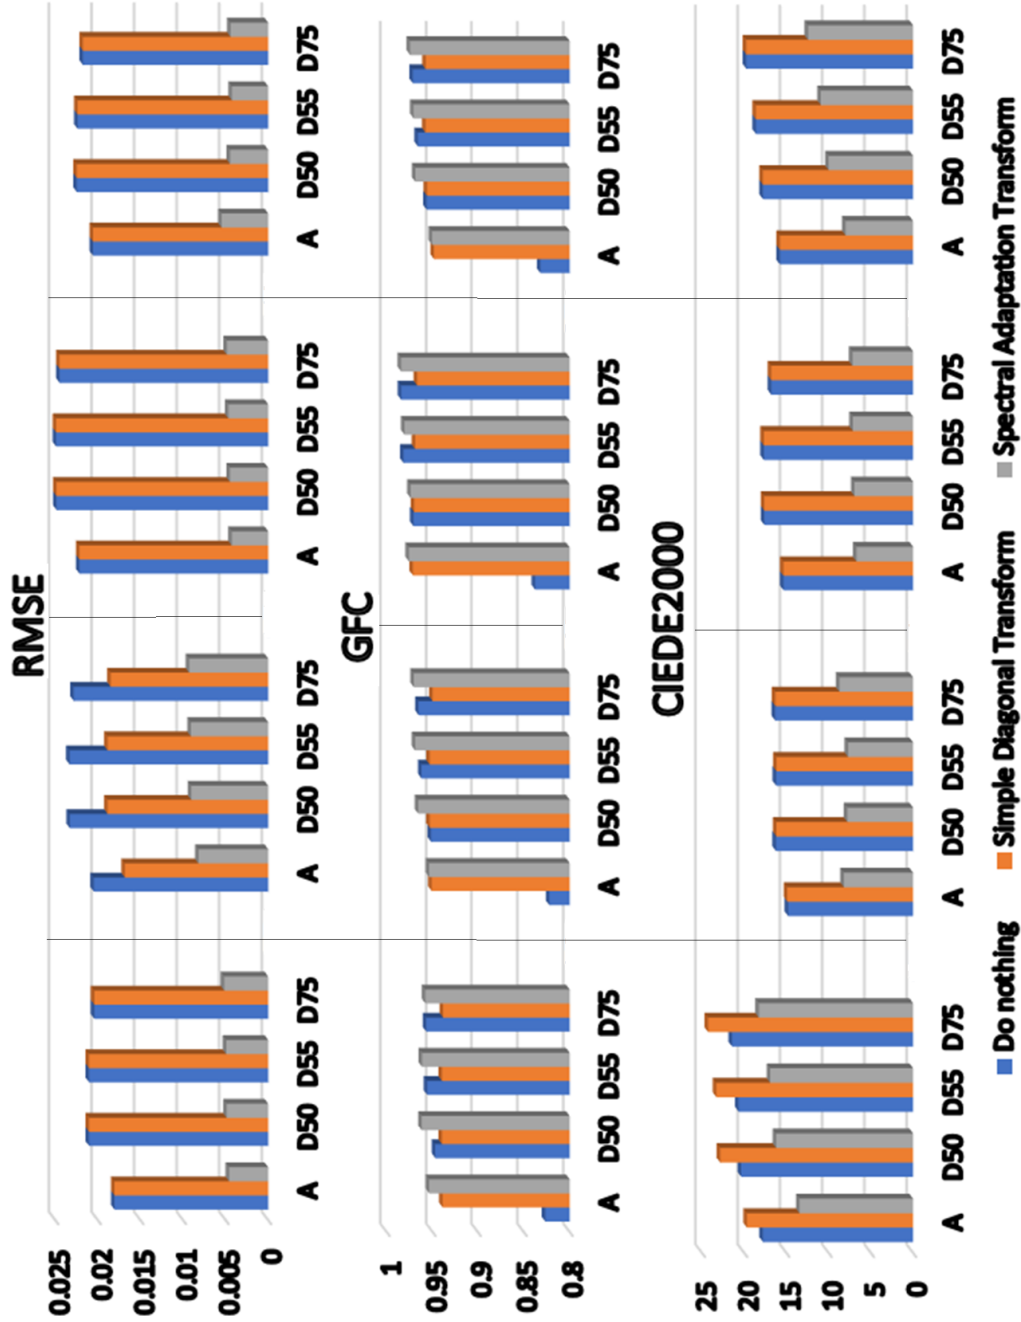 RMSE
0.025
0.02
0.015
0.01
0.005
0
A D50 D55 D75 A D50 D55 D75 A D50 D55 D75 A D50 D55 D75
GFC
1
0.95
0.9
0.85
0.8
A D50 D55 D75 A D50 D55 D75 A D50 D55 D75 A D50 D55 D75
CIEDE2000
25
20
15
10
5
0
A D50 D55 D75 A D50 D55 D75 A D50 D55 D75 A D50 D55 D75
Do nothing Simple Diagonal Transform Spectral Adaptation Transform